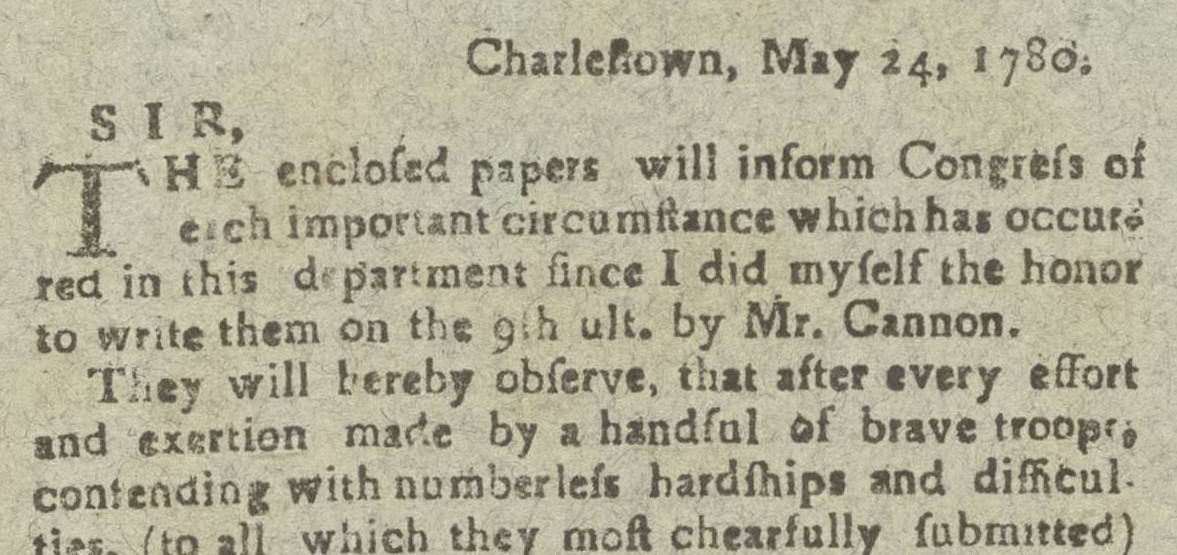 Charleſtown, May 24, 1780.
SIR,
THE encloſed papers will inform Congreſs of
each important circumſtance which has occur-
red in this department ſince I did myſelf the honor
to write them on the 9th ult. by Mr. Cannon.
They will hereby obſerve, that after every effort
and exertion made by a handful of brave troops,
contending with numberleſs hardſhips and difficul-
ties, (to all which they moſt chearfully ſubmitted)